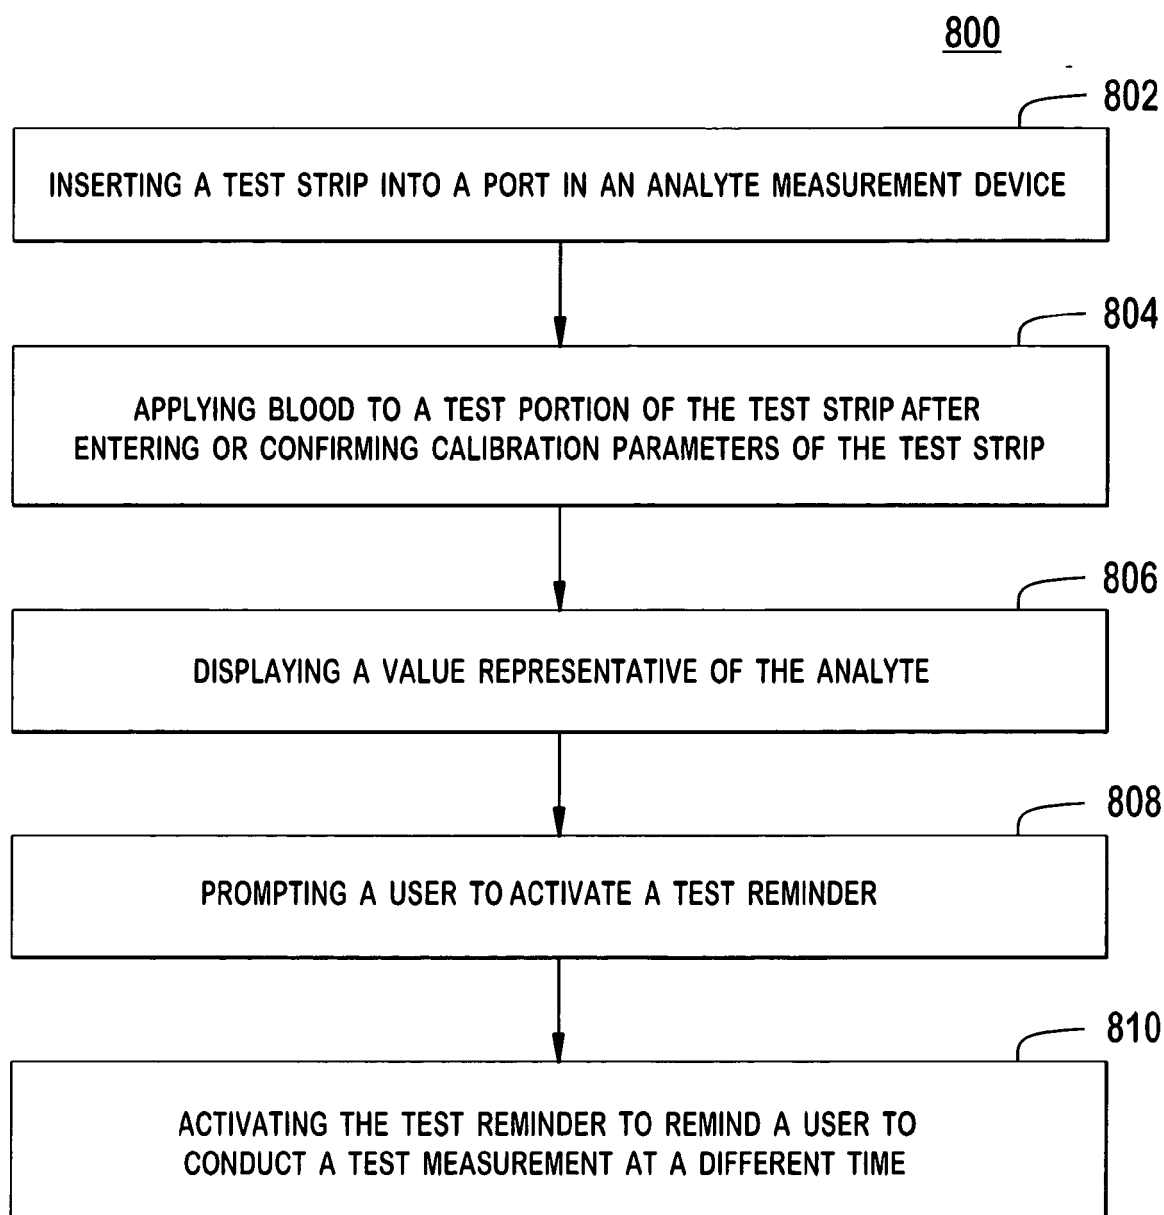 800
802
INSERTING A TEST STRIP INTO A PORT IN AN ANALYTE MEASUREMENT DEVICE
804
APPLYING BLOOD TO A TEST PORTION OF THE TEST STRIP AFTER
ENTERING OR CONFIRMING CALIBRATION PARAMETERS OF THE TEST STRIP
806
DISPLAYING A VALUE REPRESENTATIVE OF THE ANALYTE
808
PROMPTING A USER TO ACTIVATE A TEST REMINDER
810
ACTIVATING THE TEST REMINDER TO REMIND A USER TO
CONDUCT A TEST MEASUREMENT AT A DIFFERENT TIME